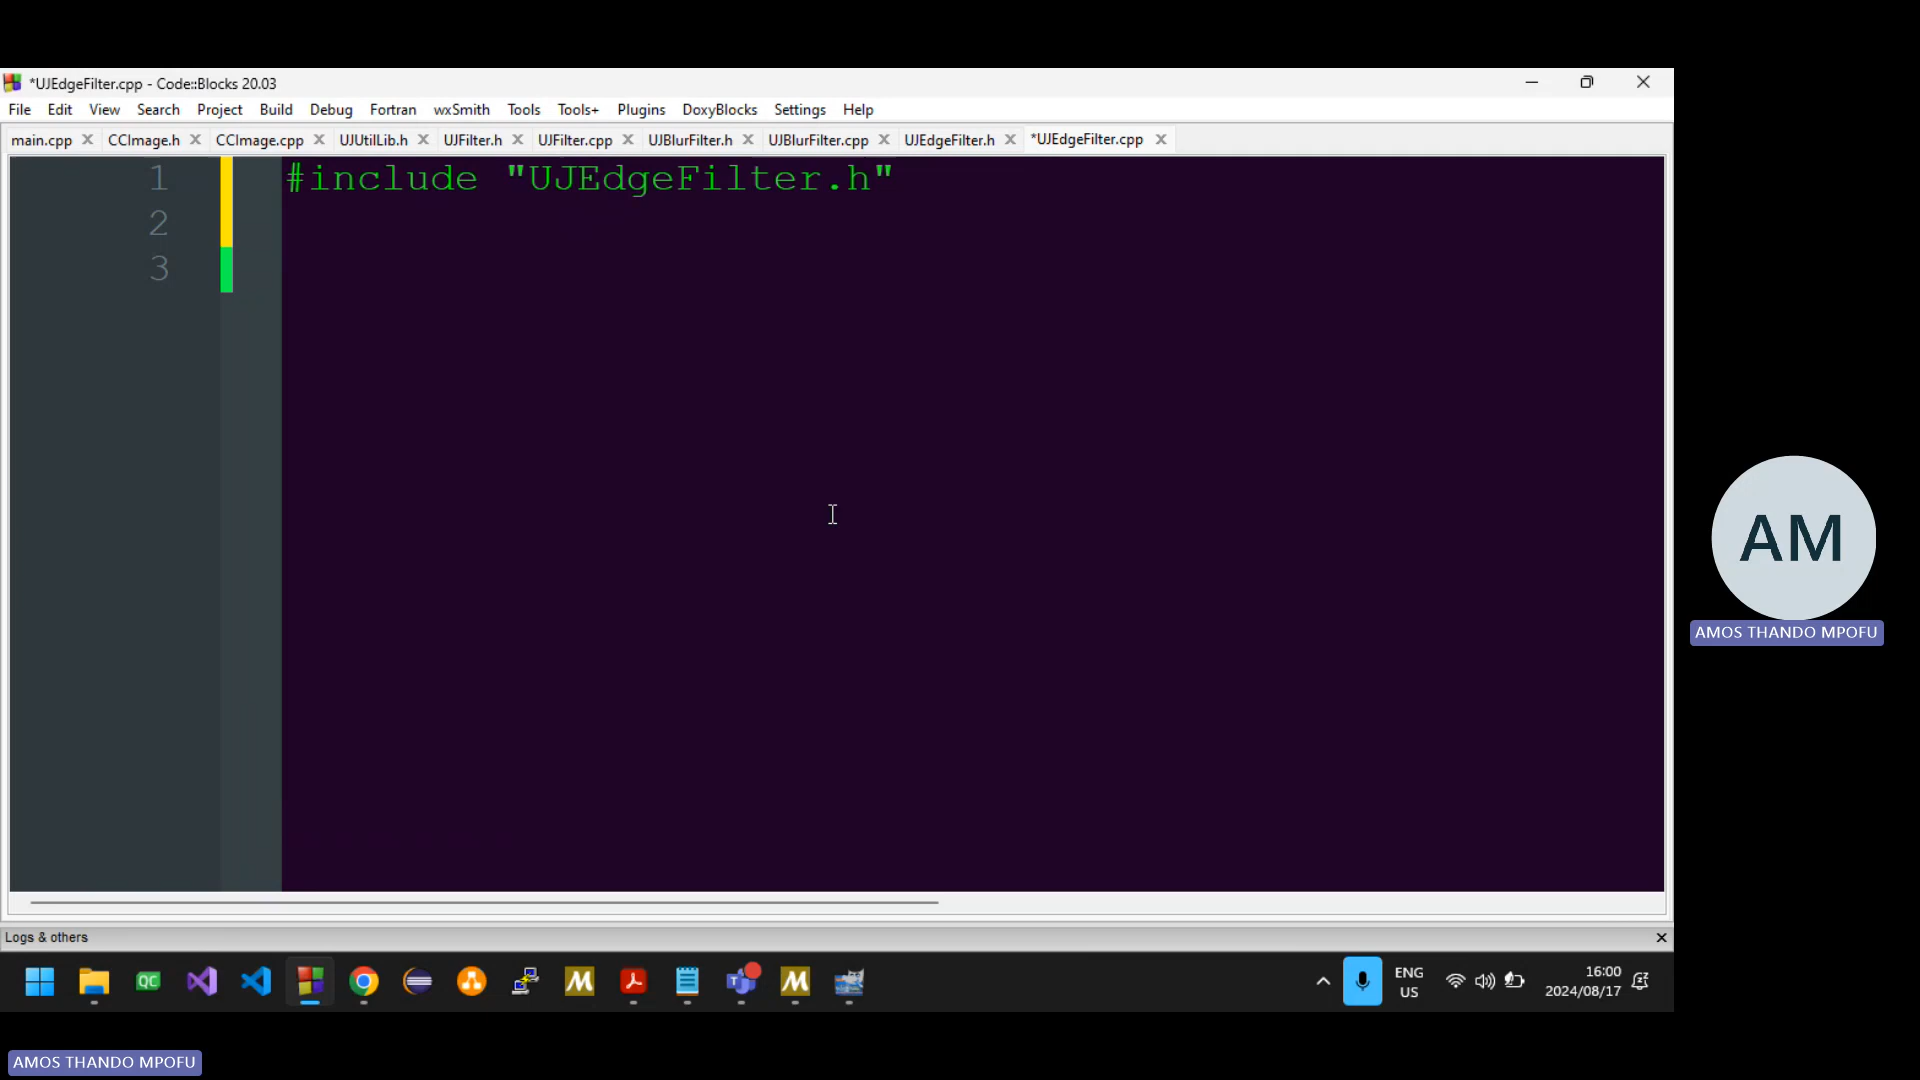 *UJEdgeFilter.cpp - Code::Blocks 20.03
File Edit View Search Project Build Debug Fortran wxSmith Tools Tools+ Plugins DoxyBlocks Settings Help
main.cpp CCImage.h CCImage.cpp UJUtilLib.h UJFilter.h UJFilter.cpp UJBlurFilter.h UJBlurFilter.cpp UJEdgeFilter.h *UJEdgeFilter.cpp
1 #include "UJEdgeFilter.h"
2
3
AM
AMOS THANDO MPOFU
Logs & others
QC
ENG
US
16:00
2024/08/17
AMOS THANDO MPOFU